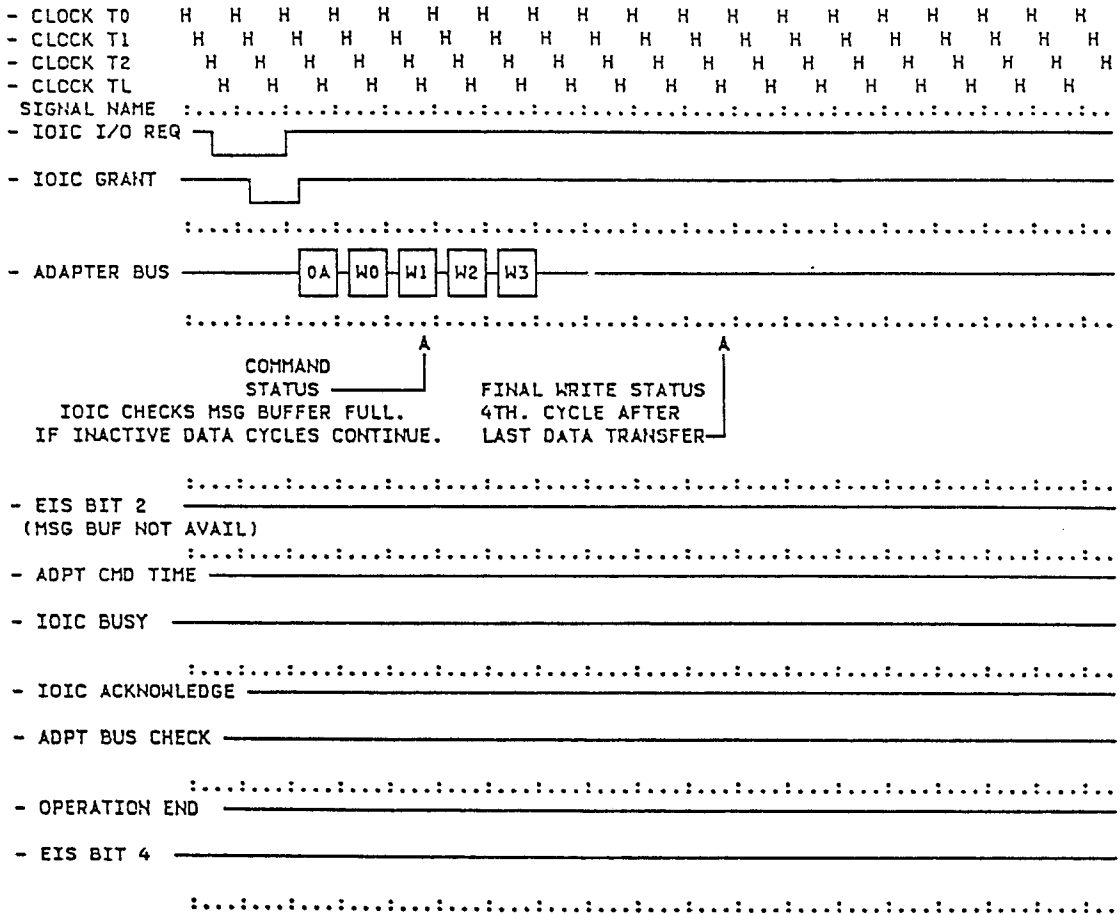 - CLOCK T0 H H H H H H H H H H H H H H H H H H H
- CLCCK T1 H H H H H H H H H H H H H H H H H H H
- CLOCK T2 H H H H H H H H H H H H H H H H H H H
- CLCCK TL H H H H H H H H H H H H H H H H H H
SIGNAL NAME
- IOIC I/O REQ
- IOIC GRANT
- ADAPTER BUS OA W0 W1 W2 W3
COMMAND
STATUS
IOIC CHECKS MSG BUFFER FULL.
IF INACTIVE DATA CYCLES CONTINUE.
FINAL WRITE STATUS
4TH. CYCLE AFTER
LAST DATA TRANSFER
- EIS BIT 2
(MSG BUF NOT AVAIL)
- ADPT CMD TIME
- IOIC BUSY
- IOIC ACKNOWLEDGE
- ADPT BUS CHECK
- OPERATION END
- EIS BIT 4